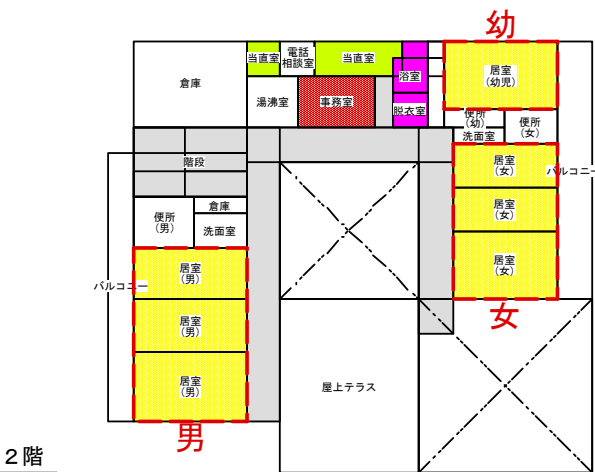 幼
倉庫
当直室
電話
相談室
当直室
浴室
居室
(幼児)
湯沸室
事務室
脱衣室
便所
(幼)
洗面室
便所
(女)
階段
居室
(女)
バルコニー
居室
(女)
居室
(女)
女
便所
(男)
倉庫
洗面室
バルコニー
居室
(男)
居室
(男)
居室
(男)
男
屋上テラス
2階